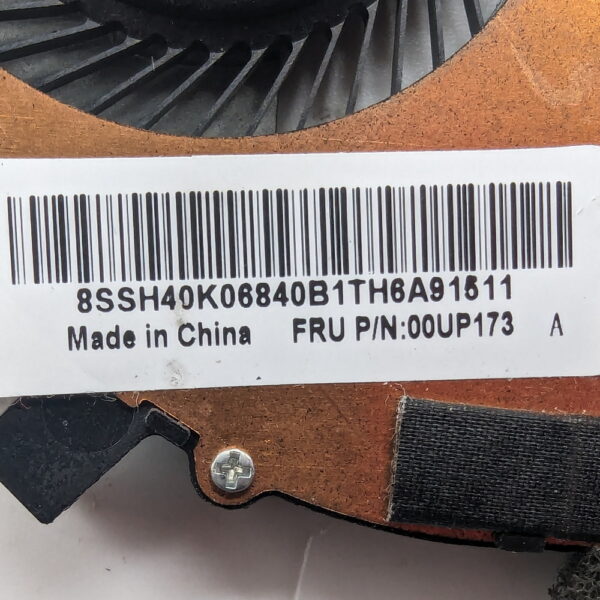 8SSH40K06840B1TH6A91511
Made in China FRU P/N:00UP173 A